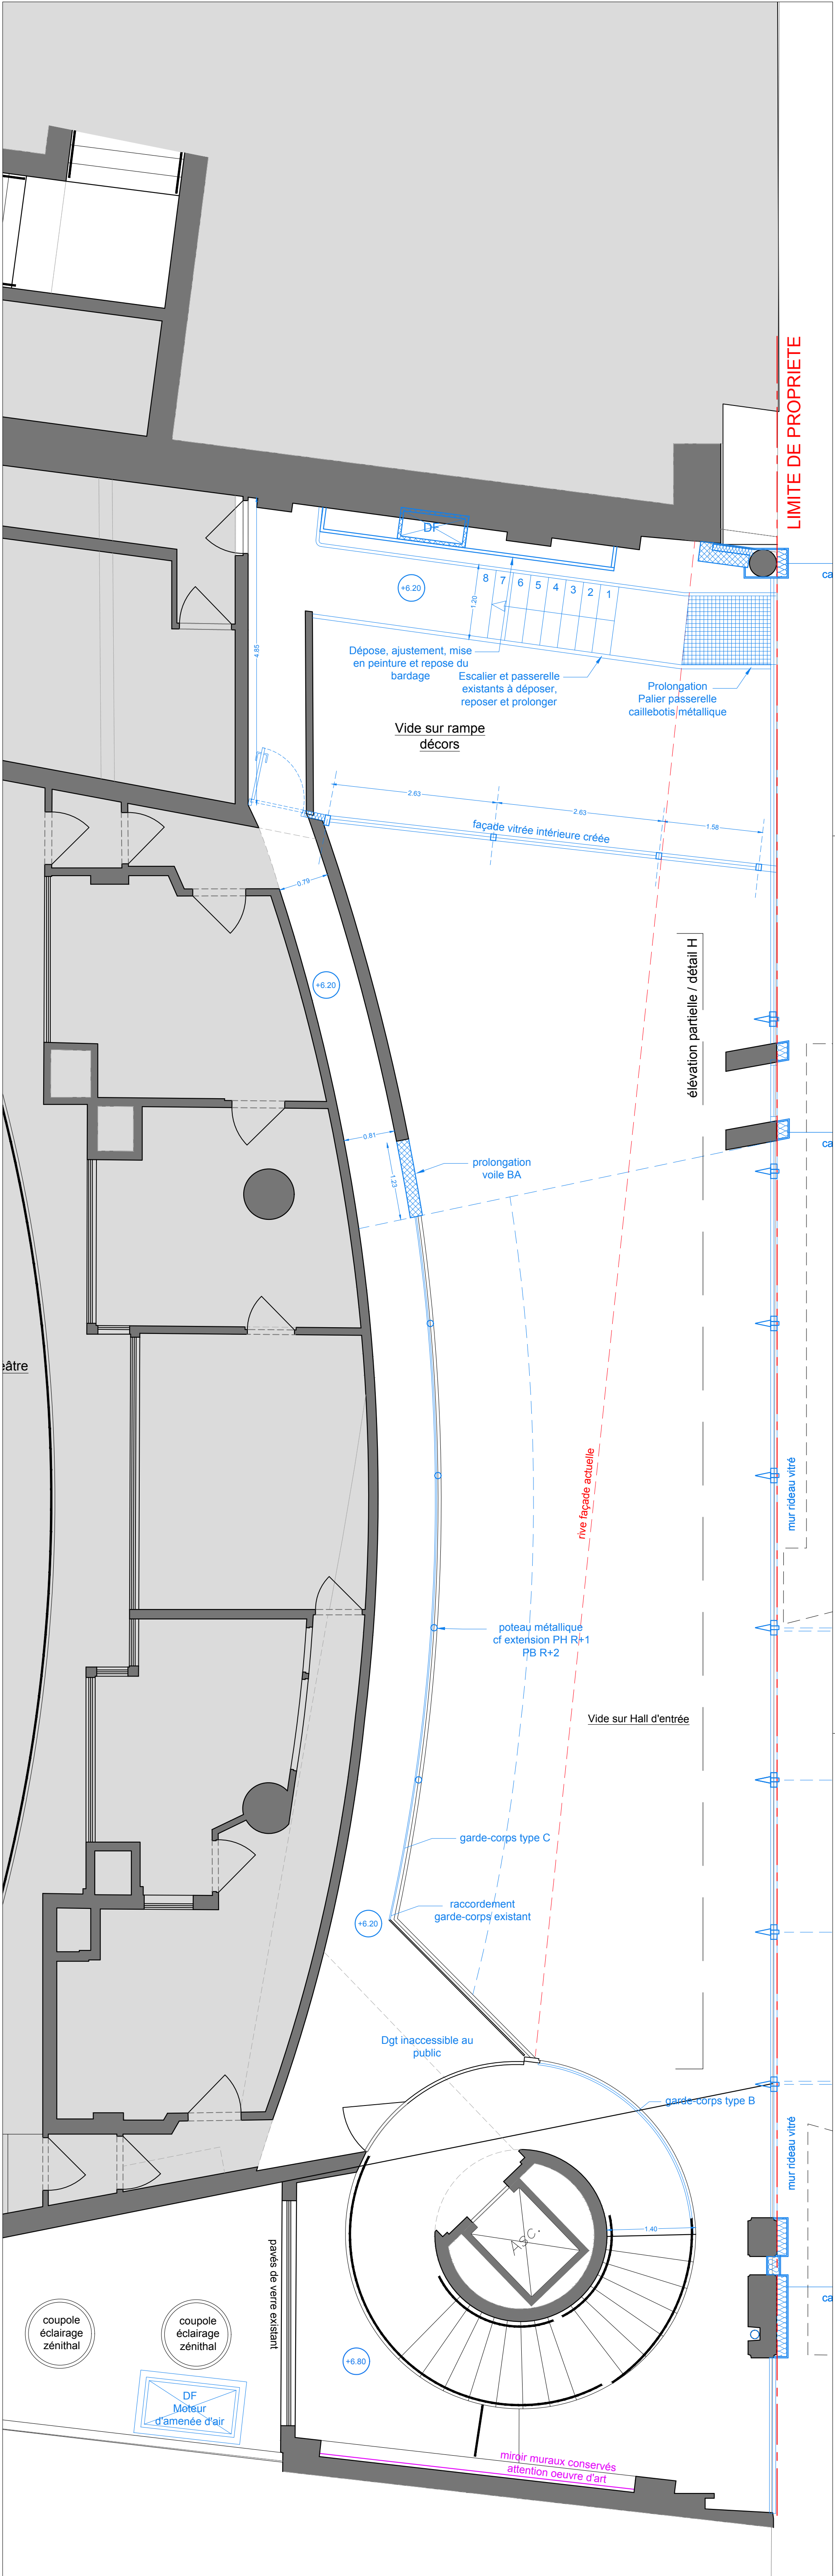 LIMITE DE PROPRIETE
DF
+6.20
1.20
8
7
6
5
4
3
2
1
ca
4.85
Dépose, ajustement, mise
en peinture et repose du
bardage
Escalier et passerelle
existants à déposer,
reposer et prolonger
Prolongation
Palier passerelle
caillebotis métallique
Vide sur rampe
décors
2.63
2.63
1.58
façade vitrée intérieure créée
0.79
+6.20
élévation partielle / détail H
0.81
1.23
prolongation
voile BA
ca
eâtre
rive façade actuelle
mur rideau vitré
poteau métallique
cf extension PH R+1
PB R+2
Vide sur Hall d'entrée
garde-corps type C
raccordement
garde-corps existant
+6.20
Dgt inaccessible au
public
garde-corps type B
mur rideau vitré
1.40
Asc.
pavés de verre existant
ca
coupole
éclairage
zénithal
coupole
éclairage
zénithal
+6.80
DF
Moteur
d'amenée d'air
miroir muraux conservés
attention oeuvre d'art